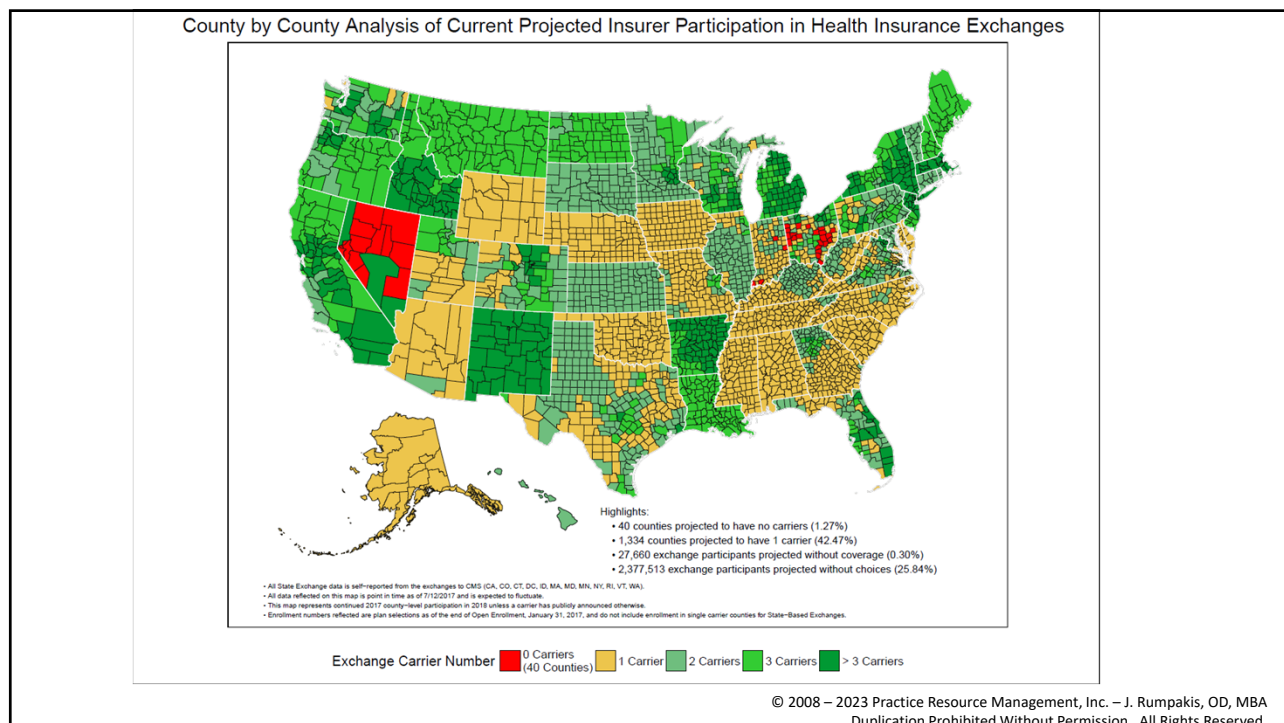 County by County Analysis of Current Projected Insurer Participation in Health Insurance Exchanges
Highlights:
• 40 counties projected to have no carriers (1.27%)
• 1,334 counties projected to have 1 carrier (42.47%)
• 27,660 exchange participants projected without coverage (0.30%)
• 2,377,513 exchange participants projected without choices (25.84%)
• All State Exchange data is self-reported from the exchanges to CMS (CA, CO, CT, DC, ID, MA, MD, MN, NY, RI, VT, WA).
• All data reflected on this map is point in time as of 7/12/2017 and is expected to fluctuate.
• This map represents continued 2017 county-level participation in 2018 unless a carrier has publicly announced otherwise.
• Enrollment numbers reflected are plan selections as of the end of Open Enrollment, January 31, 2017, and do not include enrollment in single carrier counties for State-Based Exchanges.
Exchange Carrier Number 0 Carriers (40 Counties) 1 Carrier 2 Carriers 3 Carriers > 3 Carriers
© 2008 – 2023 Practice Resource Management, Inc. – J. Rumpakis, OD, MBA
Duplication Prohibited Without Permission. All Rights Reserved.